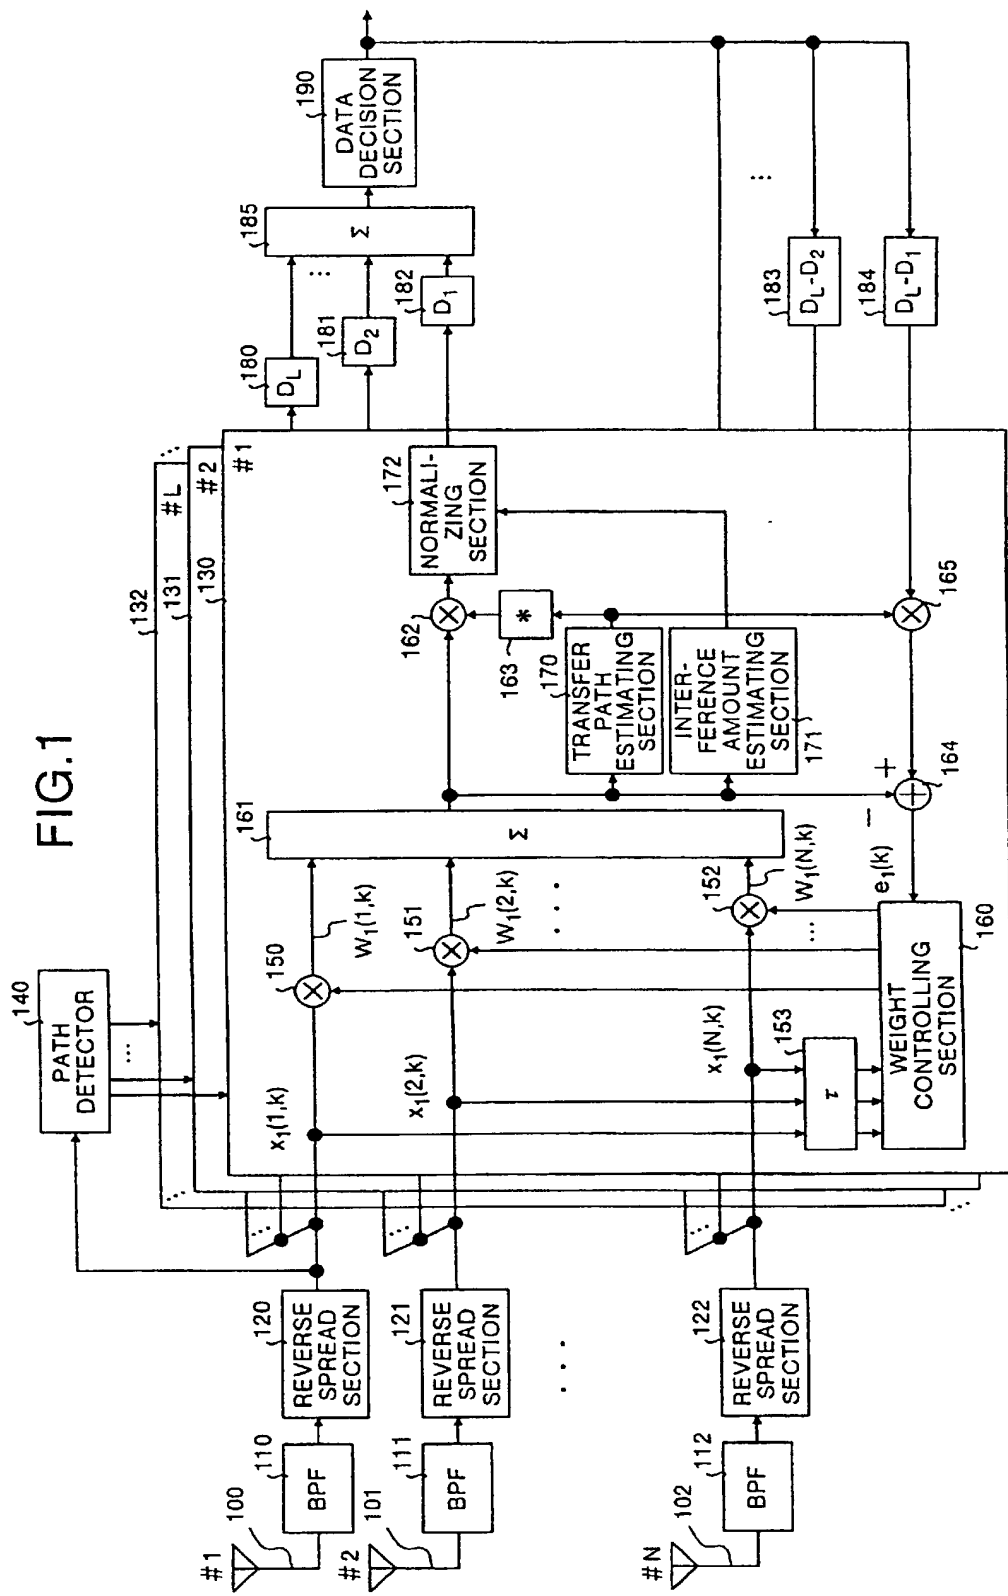 FIG.1
#1
100
110
BPF
120
REVERSE
SPREAD
SECTION
#2
101
111
BPF
121
REVERSE
SPREAD
SECTION
#N
102
112
BPF
122
REVERSE
SPREAD
SECTION
140
PATH
DETECTOR
132
#L
131
#2
130
#1
x1(1,k)
x1(2,k)
x1(N,k)
150
W1(1,k)
151
W1(2,k)
152
W1(N,k)
153
τ
160
WEIGHT
CONTROLLING
SECTION
e1(k)
161
Σ
162
163
*
164
+
−
165
170
TRANSFER
PATH
ESTIMATING
SECTION
171
INTER-
FERENCE
AMOUNT
ESTIMATING
SECTION
172
NORMALI-
ZING
SECTION
180
DL
181
D2
182
D1
185
Σ
190
DATA
DECISION
SECTION
183
DL-D2
184
DL-D1